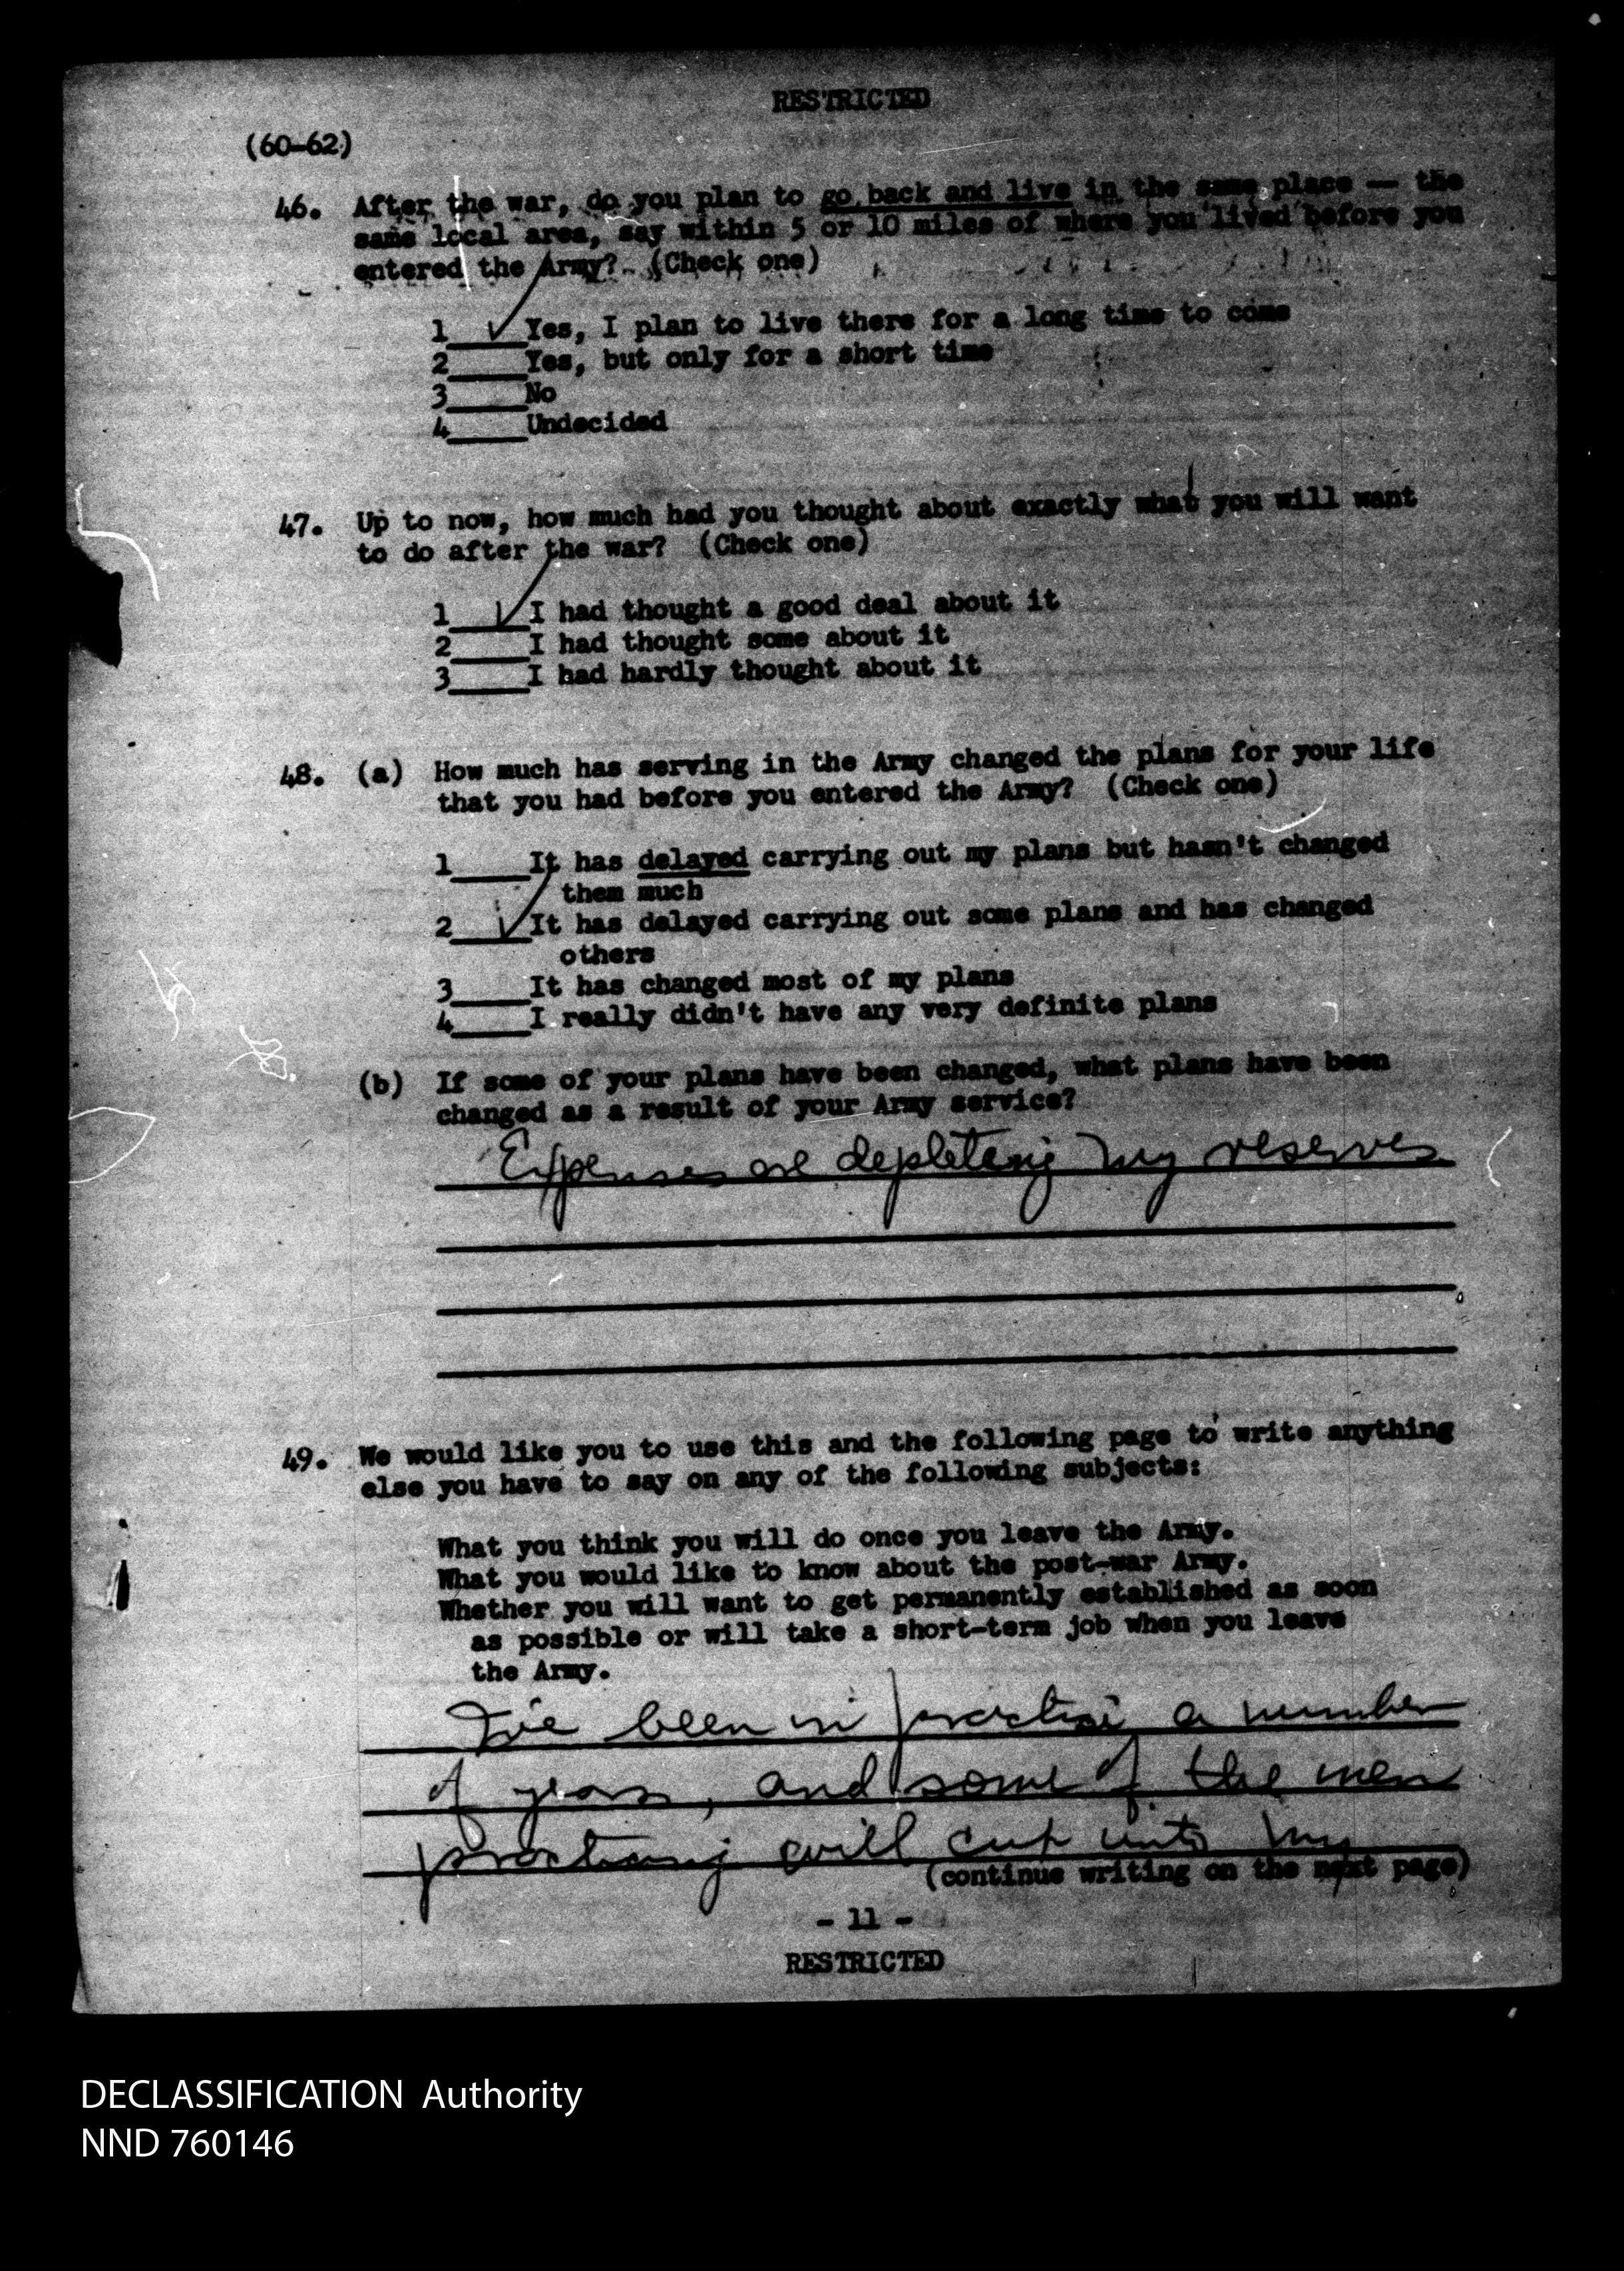 RESTRICTED
(60-62)
46. After the war, do you plan to go back and live in the same place — the
same local area, say within 5 or 10 miles of where you lived before you
entered the Army? (Check one)
1 ✓ Yes, I plan to live there for a long time to come
2____Yes, but only for a short time
3____No
4____Undecided
47. Up to now, how much had you thought about exactly what you will want
to do after the war? (Check one)
1 ✓ I had thought a good deal about it
2____I had thought some about it
3____I had hardly thought about it
48. (a) How much has serving in the Army changed the plans for your life
that you had before you entered the Army? (Check one)
1____It has delayed carrying out my plans but hasn't changed
them much
2 ✓ It has delayed carrying out some plans and has changed
others
3____It has changed most of my plans
4____I really didn't have any very definite plans
(b) If some of your plans have been changed, what plans have been
changed as a result of your Army service?
Expenses are depleting my reserves
49. We would like you to use this and the following page to write anything
else you have to say on any of the following subjects:
What you think you will do once you leave the Army.
What you would like to know about the post-war Army.
Whether you will want to get permanently established as soon
as possible or will take a short-term job when you leave
the Army.
I've been in practice a number
of years, and some of the men
practicing will cut into my
(continue writing on the next page)
- 11 -
RESTRICTED
DECLASSIFICATION Authority
NND 760146